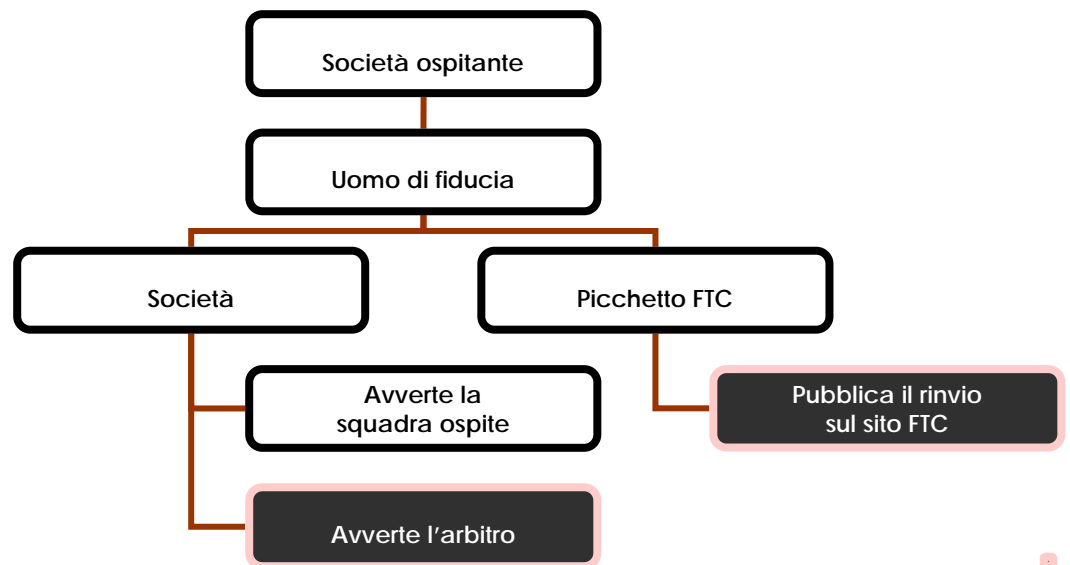 Società ospitante
Uomo di fiducia
Società
Picchetto FTC
Avverte la
squadra ospite
Pubblica il rinvio
sul sito FTC
Avverte l'arbitro